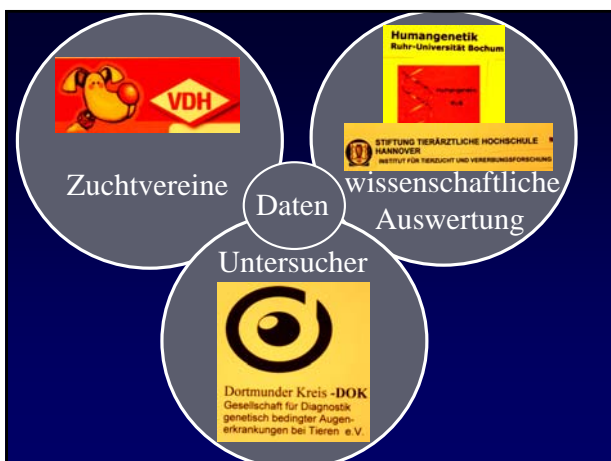 VDH
Zuchtvereine
Humangenetik
Ruhr-Universität Bochum
STIFTUNG TIERÄRZTLICHE HOCHSCHULE
HANNOVER
INSTITUT FÜR TIERZUCHT UND VERERBUNGSFORSCHUNG
wissenschaftliche
Auswertung
Daten
Untersucher
Dortmunder Kreis -DOK
Gesellschaft für Diagnostik
genetisch bedingter Augen-
erkrankungen bei Tieren e.V.